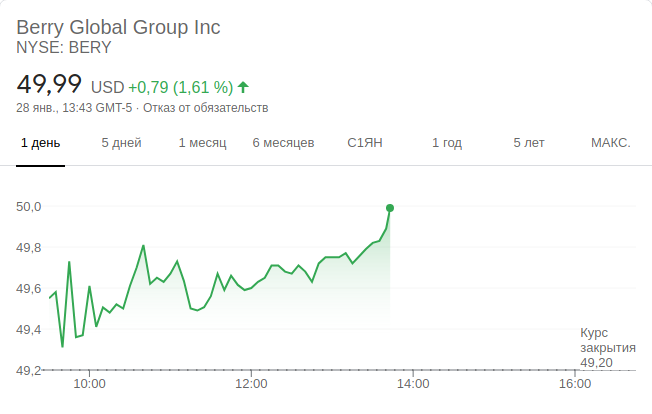 Berry Global Group Inc
NYSE: BERY
49,99 USD +0,79 (1,61 %)
28 янв., 13:43 GMT-5 · Отказ от обязательств
1 день 5 дней 1 месяц 6 месяцев С1ЯН 1 год 5 лет МАКС.
50,0
49,8
49,6
49,4
Курс
закрытия
49,20
49,2
10:00 12:00 14:00 16:00